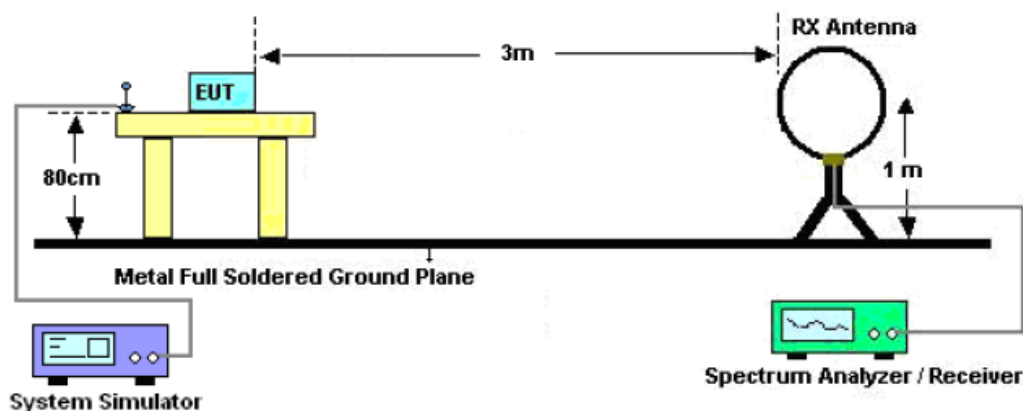 RX Antenna
3m
EUT
80cm
1 m
Metal Full Soldered Ground Plane
System Simulator
Spectrum Analyzer / Receiver